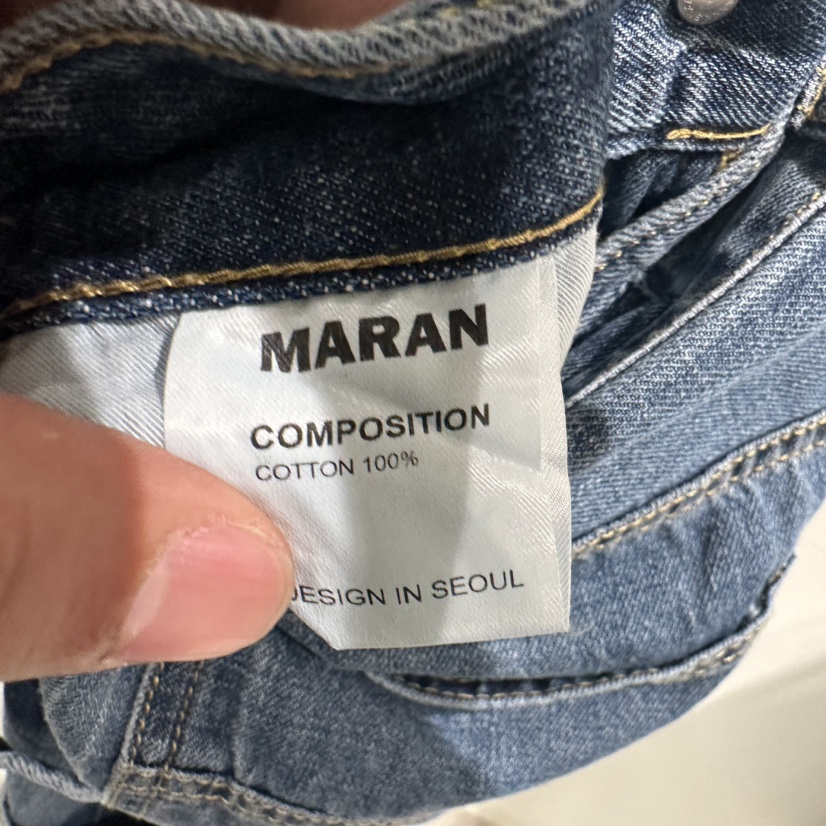 MARAN
COMPOSITION
COTTON 100%
DESIGN IN SEOUL